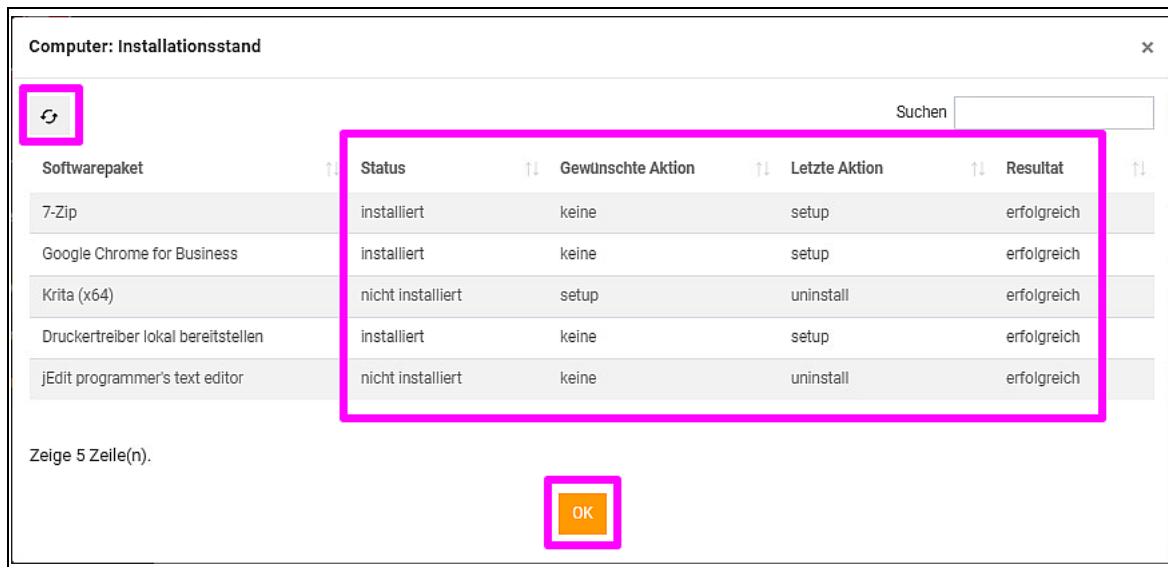 Computer: Installationsstand ×
Suchen
Softwarepaket Status Gewünschte Aktion Letzte Aktion Resultat
7-Zip installiert keine setup erfolgreich
Google Chrome for Business installiert keine setup erfolgreich
Krita (x64) nicht installiert setup uninstall erfolgreich
Druckertreiber lokal bereitstellen installiert keine setup erfolgreich
jEdit programmer's text editor nicht installiert keine uninstall erfolgreich
Zeige 5 Zeile(n).
OK